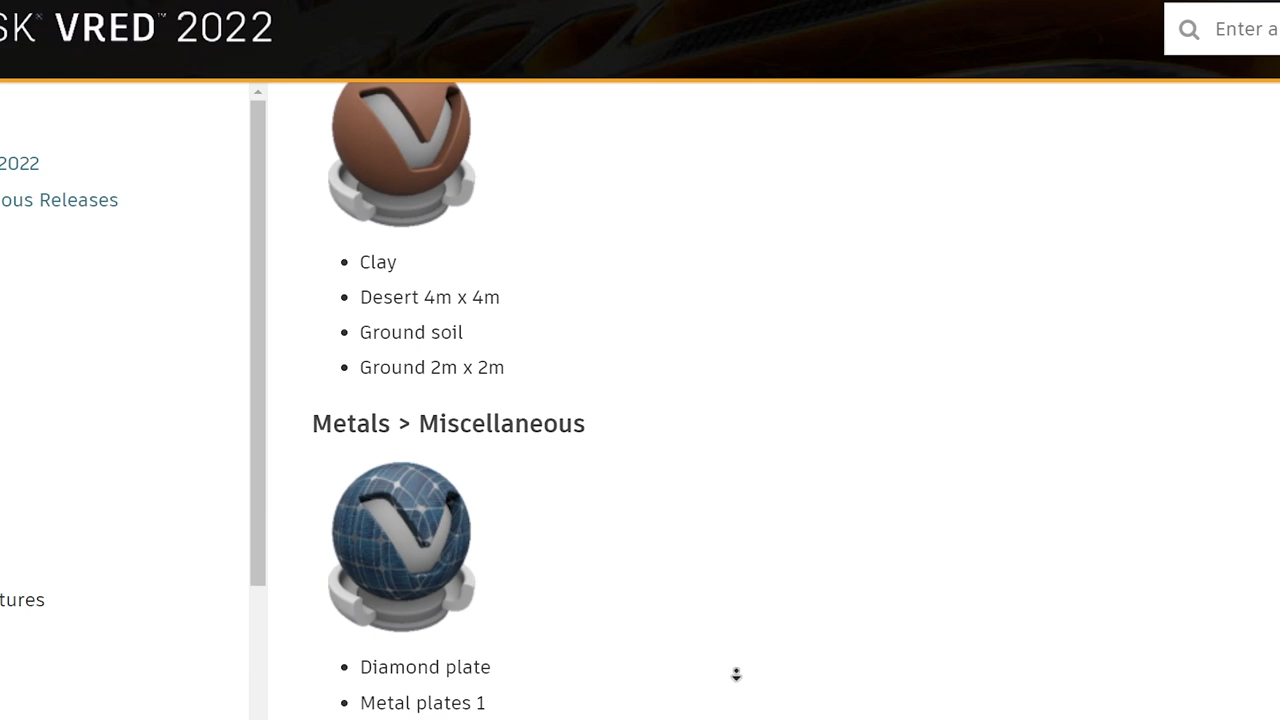 SK® VRED™ 2022
Enter a
2022
ous Releases
tures
Clay
Desert 4m x 4m
Ground soil
Ground 2m x 2m
Metals > Miscellaneous
Diamond plate
Metal plates 1